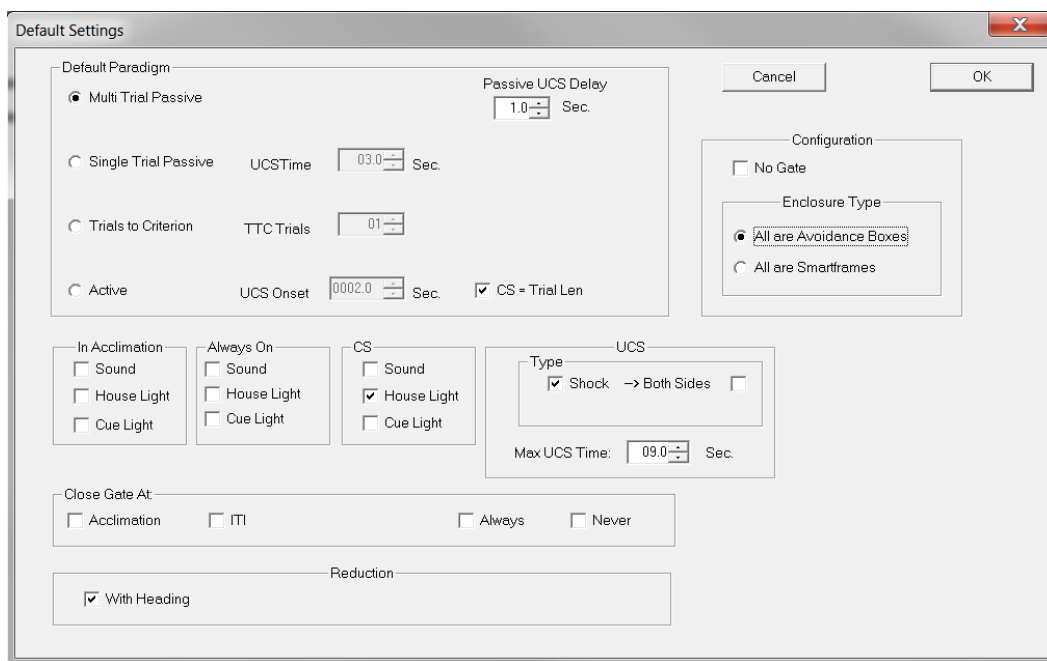 Default Settings
X
Default Paradigm
Multi Trial Passive
Passive UCS Delay
1.0 Sec.
Single Trial Passive UCSTime 03.0 Sec.
Trials to Criterion TTC Trials 01
Active UCS Onset 0002.0 Sec. CS = Trial Len
Cancel OK
Configuration
No Gate
Enclosure Type
All are Avoidance Boxes
All are Smartframes
In Acclimation
Sound
House Light
Cue Light
Always On
Sound
House Light
Cue Light
CS
Sound
House Light
Cue Light
UCS
Type
Shock -> Both Sides
Max UCS Time: 09.0 Sec.
Close Gate At:
Acclimation ITI Always Never
Reduction
With Heading